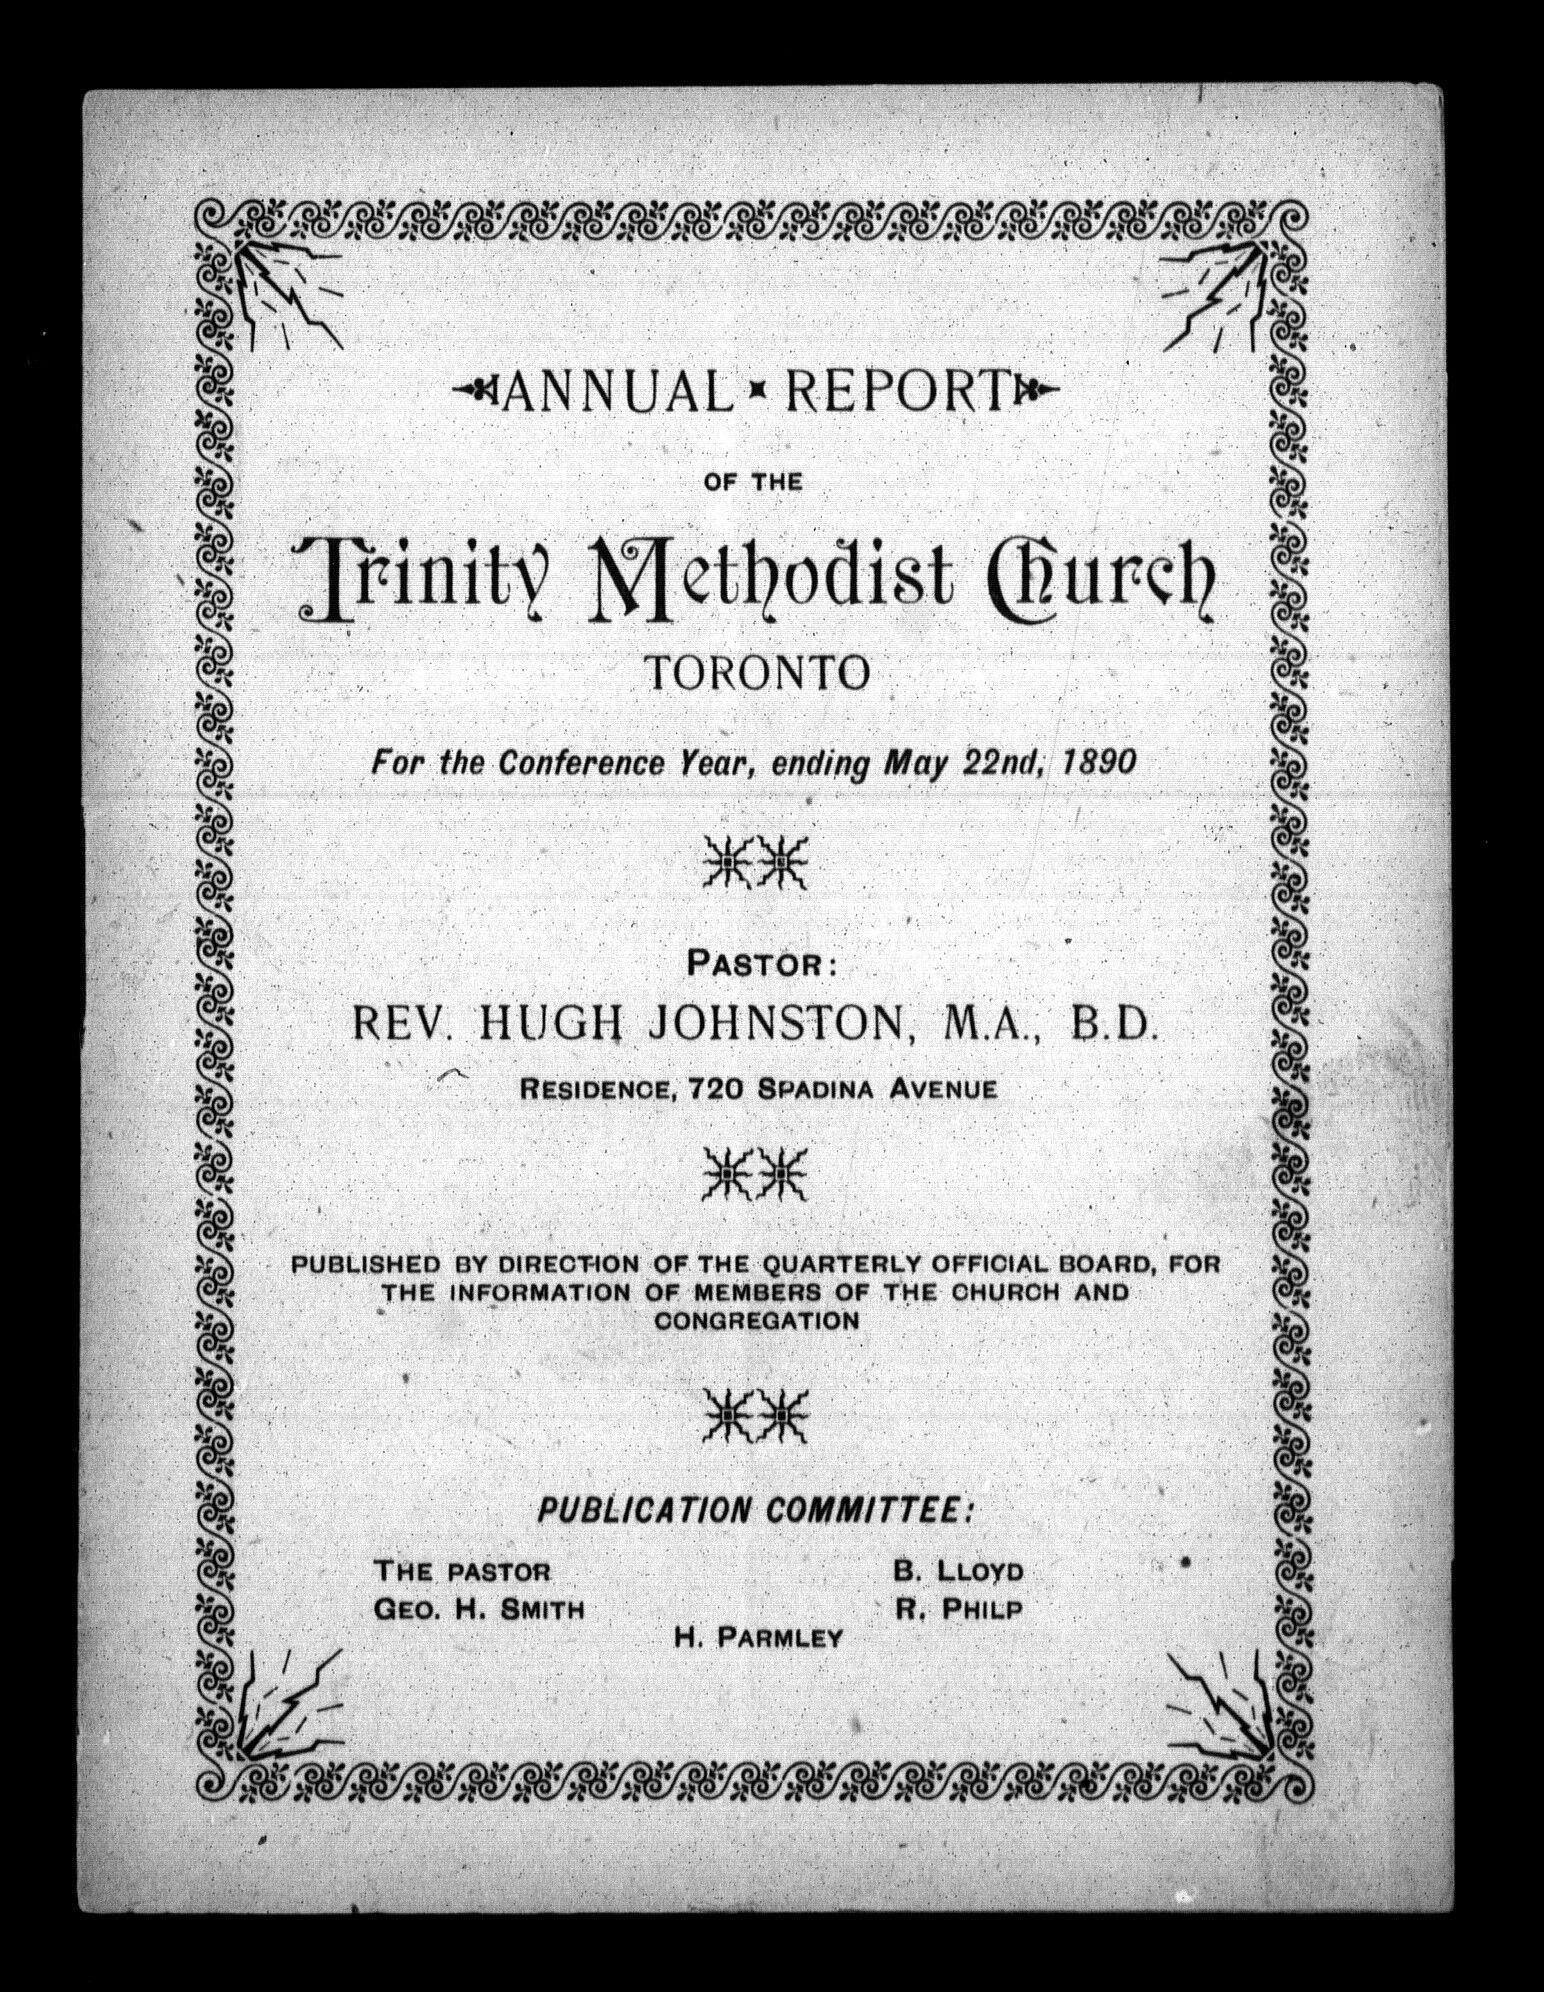 ANNUAL REPORT
OF THE
Trinity Methodist Church
TORONTO
For the Conference Year, ending May 22nd, 1890
PASTOR:
REV. HUGH JOHNSTON, M.A., B.D.
RESIDENCE, 720 SPADINA AVENUE
PUBLISHED BY DIRECTION OF THE QUARTERLY OFFICIAL BOARD, FOR
THE INFORMATION OF MEMBERS OF THE CHURCH AND
CONGREGATION
PUBLICATION COMMITTEE:
THE PASTOR B. LLOYD
GEO. H. SMITH R. PHILP
H. PARMLEY